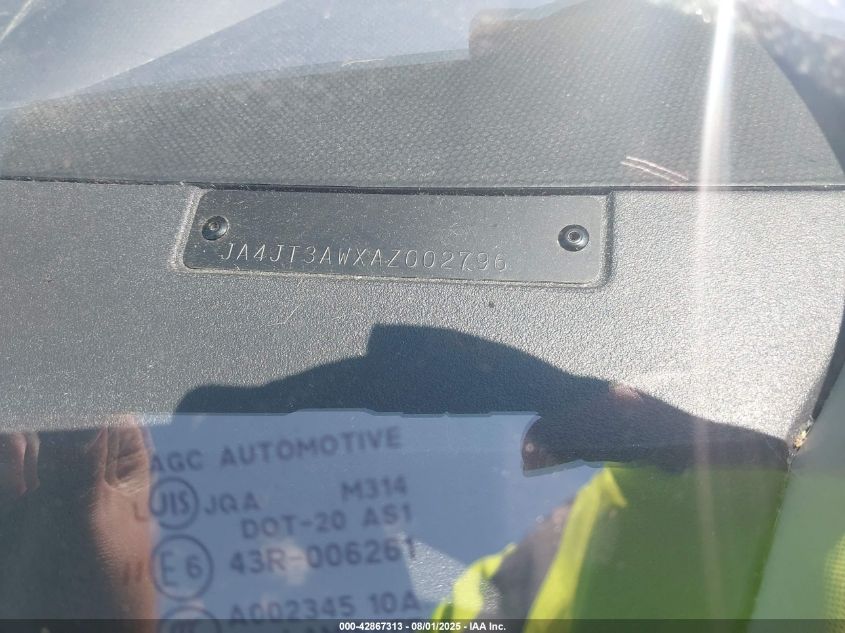 JA4JT3AWXAZ002796
AGC AUTOMOTIVE
JIS JQA M314
DOT-20 AS1
E6 43R-006261
A002345 10A
000-42867313 - 08/01/2025 - IAA Inc.